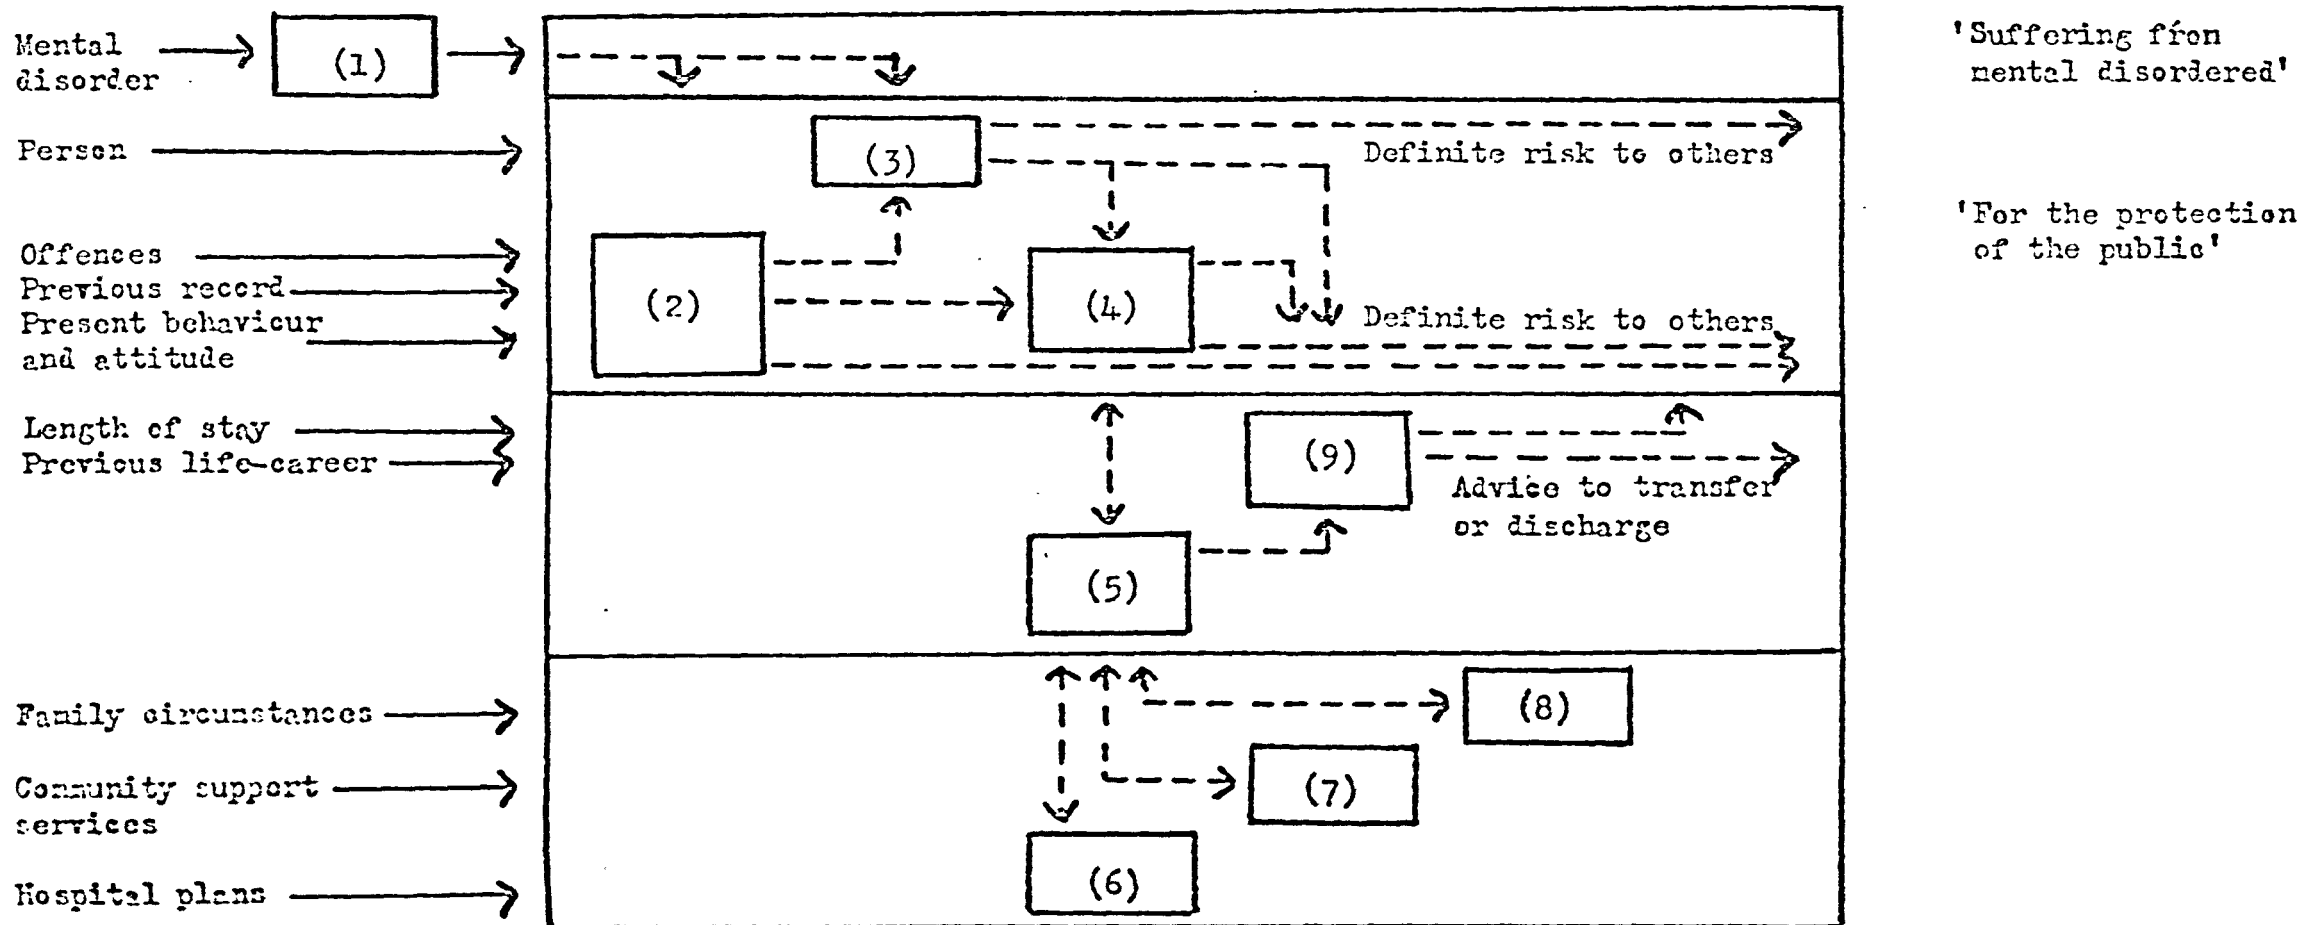 Mental
disorder
(1)
'Suffering fron
mental disordered'
Person
(3)
Definite risk to others
'For the protection
of the public'
Offences
Previous record
Present behavicur
and attitude
(2)
(4)
Definite risk to others
Length of stay
Previous life-career
(9)
Advice to transfer
or discharge
(5)
Family circumstances
(8)
Community support
services
(7)
Hospital plans
(6)